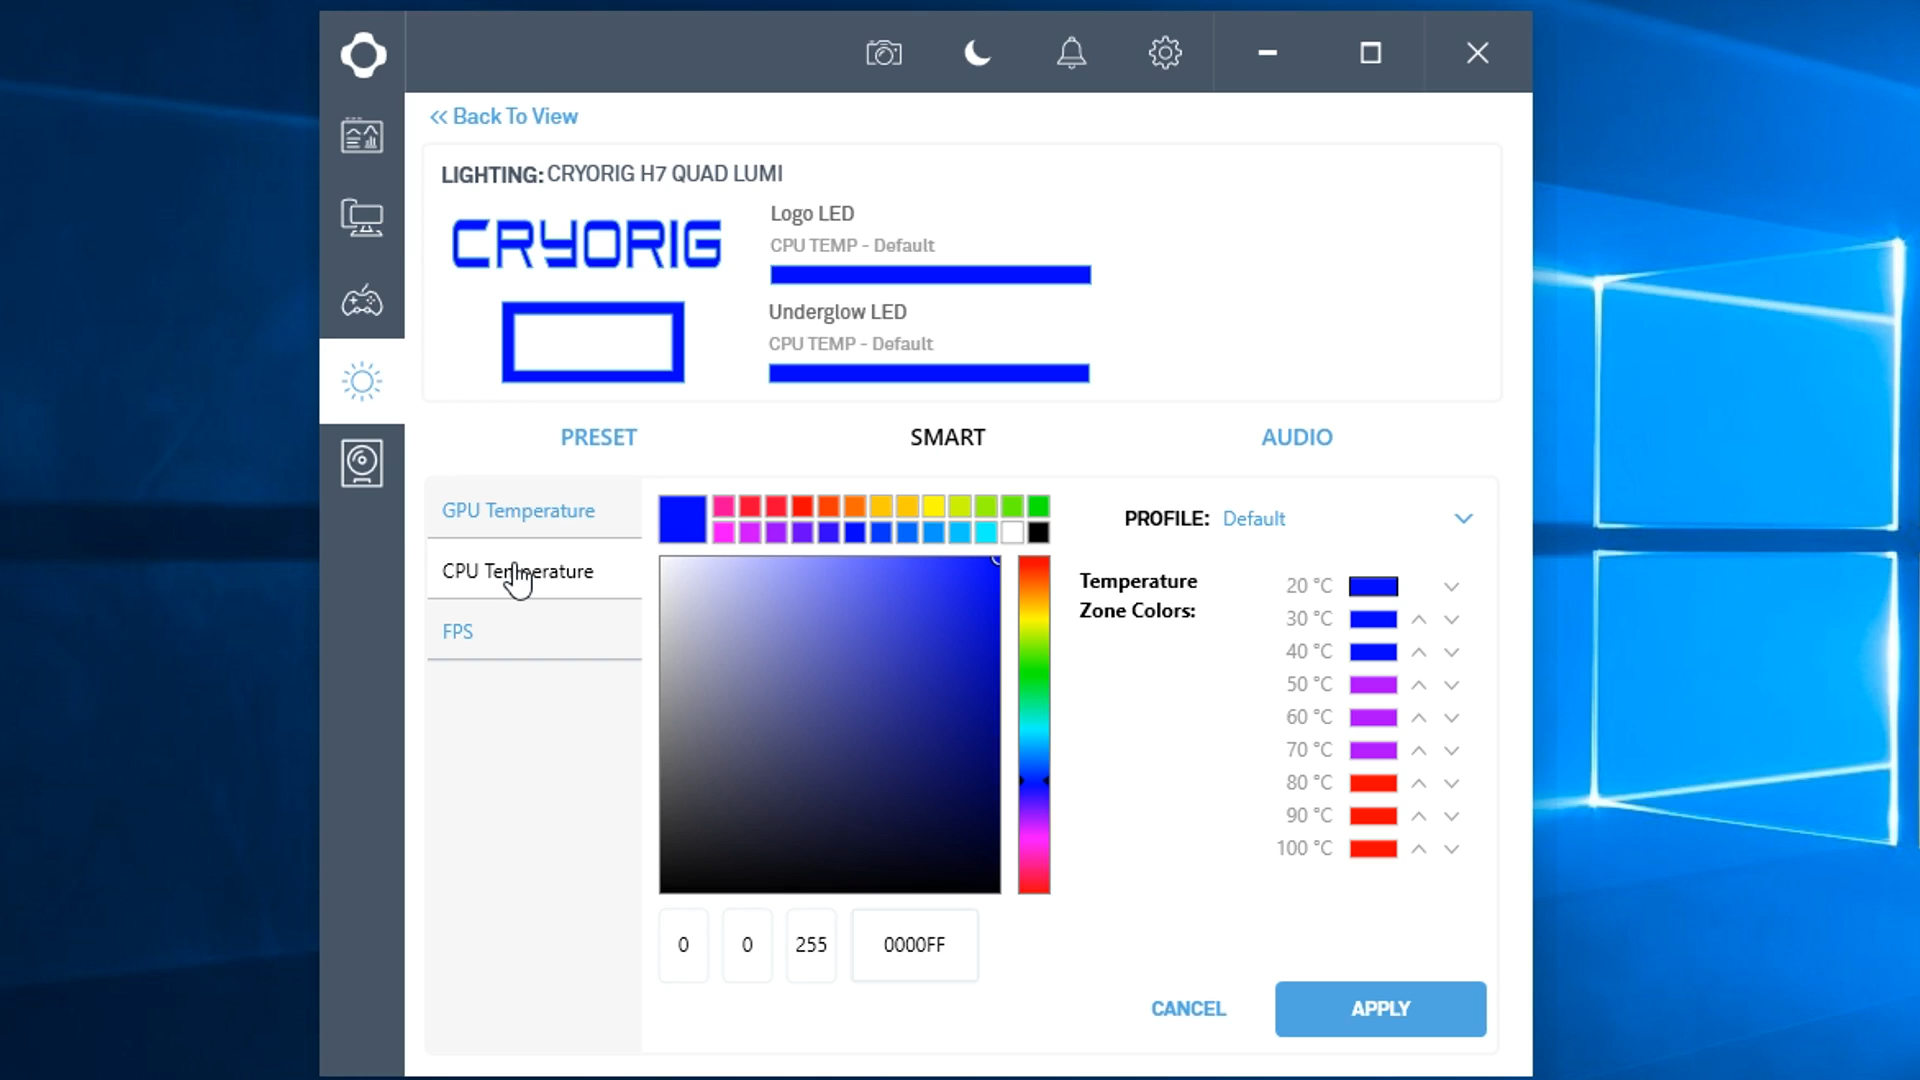 << Back To View
LIGHTING: CRYORIG H7 QUAD LUMI
CRYORIG
Logo LED
CPU TEMP - Default
Underglow LED
CPU TEMP - Default
PRESET
SMART
AUDIO
GPU Temperature
CPU Temperature
FPS
PROFILE: Default
Temperature
Zone Colors:
20 °C
30 °C
40 °C
50 °C
60 °C
70 °C
80 °C
90 °C
100 °C
0
0
255
0000FF
CANCEL
APPLY